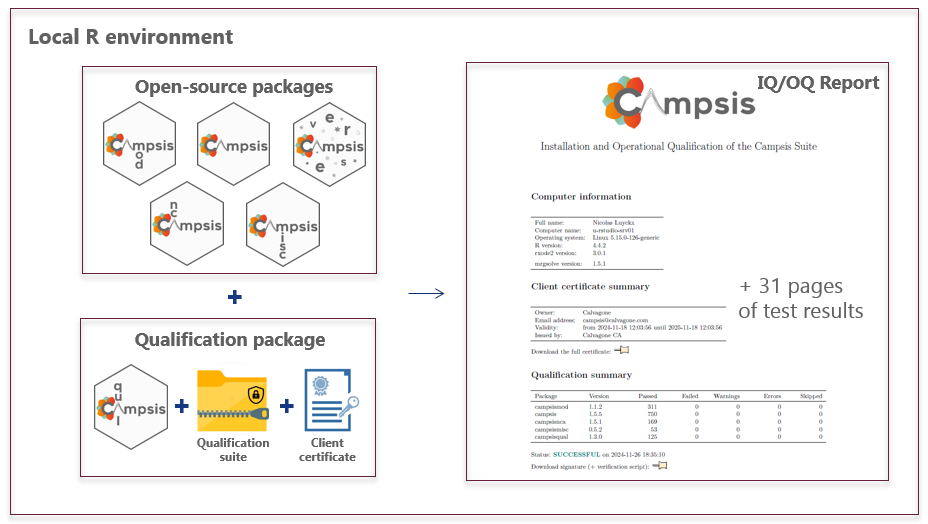 Local R environment
Open-source packages
Campsis
mod
Campsis
Campsis
verse
Campsis
nca
Campsis
misc
+
Qualification package
Campsis
qual
+
+
Qualification
suite
Apps
Client
certificate
IQ/OQ Report
Campsis
Installation and Operational Qualification of the Campsis Suite
Computer information
Full name: Nicolas Luyckx
Computer name: u-rstudio-srv01
Operating system: Linux 5.15.0-126-generic
R version: 4.4.2
rxode2 version: 3.0.1
mrgsolve version: 1.5.1
Client certificate summary
Owner: Calvagone
Email address: campsis@calvagone.com
Validity: from 2024-11-18 12:03:56 until 2025-11-18 12:03:56
Issued by: Calvagone CA
Download the full certificate:
+ 31 pages
of test results
Qualification summary
Package Version Passed Failed Warnings Errors Skipped
campsismod 1.1.2 311 0 0 0 0
campsis 1.5.5 750 0 0 0 0
campsisnca 1.5.1 169 0 0 0 0
campsismisc 0.5.2 53 0 0 0 0
campsisqual 1.3.0 125 0 0 0 0
Status: SUCCESSFUL on 2024-11-26 18:35:10
Download signature (+ verification script):